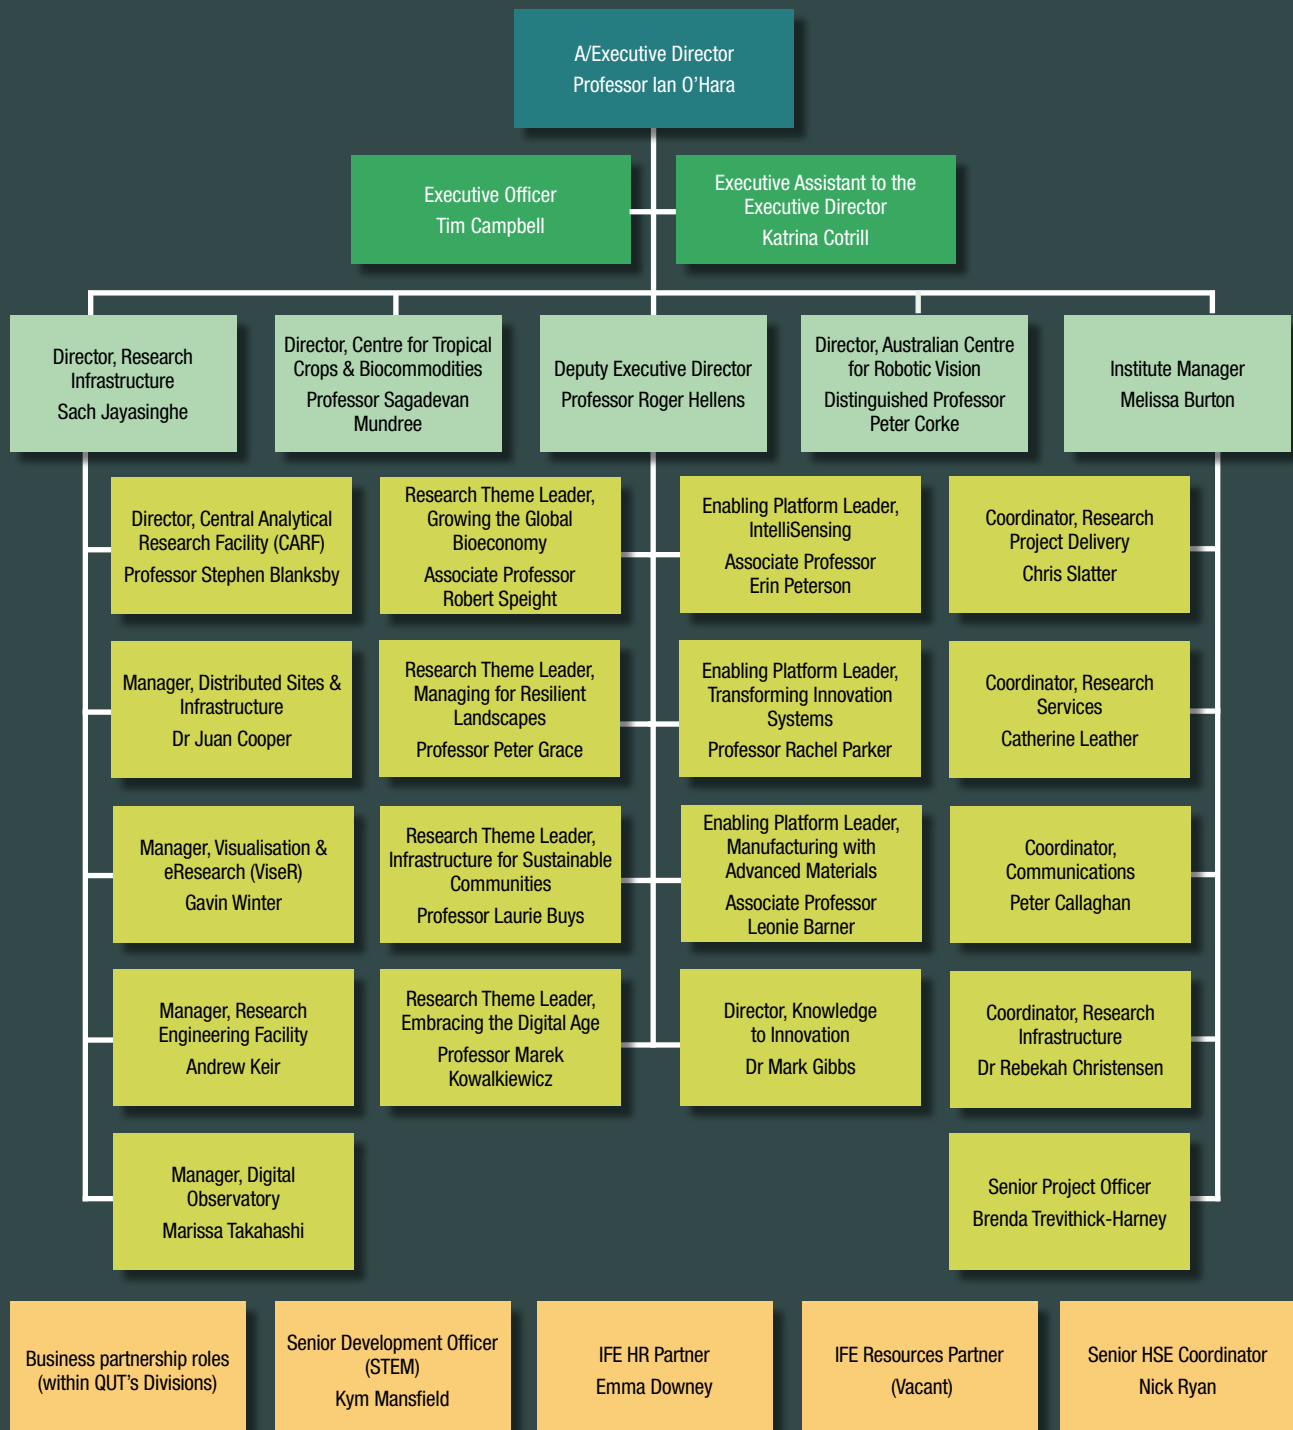 A/Executive Director
Professor Ian O’Hara
Executive Officer
Tim Campbell
Executive Assistant to the
Executive Director
Katrina Cotrill
Director, Research
Infrastructure
Sach Jayasinghe
Director, Centre for Tropical
Crops & Biocommodities
Professor Sagadevan
Mundree
Deputy Executive Director
Professor Roger Hellens
Director, Australian Centre
for Robotic Vision
Distinguished Professor
Peter Corke
Institute Manager
Melissa Burton
Director, Central Analytical
Research Facility (CARF)
Professor Stephen Blanksby
Research Theme Leader,
Growing the Global
Bioeconomy
Associate Professor
Robert Speight
Enabling Platform Leader,
IntelliSensing
Associate Professor
Erin Peterson
Coordinator, Research
Project Delivery
Chris Slatter
Manager, Distributed Sites &
Infrastructure
Dr Juan Cooper
Research Theme Leader,
Managing for Resilient
Landscapes
Professor Peter Grace
Enabling Platform Leader,
Transforming Innovation
Systems
Professor Rachel Parker
Coordinator, Research
Services
Catherine Leather
Manager, Visualisation &
eResearch (ViseR)
Gavin Winter
Research Theme Leader,
Infrastructure for Sustainable
Communities
Professor Laurie Buys
Enabling Platform Leader,
Manufacturing with
Advanced Materials
Associate Professor
Leonie Barner
Coordinator,
Communications
Peter Callaghan
Manager, Research
Engineering Facility
Andrew Keir
Research Theme Leader,
Embracing the Digital Age
Professor Marek
Kowalkiewicz
Director, Knowledge
to Innovation
Dr Mark Gibbs
Coordinator, Research
Infrastructure
Dr Rebekah Christensen
Manager, Digital
Observatory
Marissa Takahashi
Senior Project Officer
Brenda Trevithick-Harney
Business partnership roles
(within QUT’s Divisions)
Senior Development Officer
(STEM)
Kym Mansfield
IFE HR Partner
Emma Downey
IFE Resources Partner
(Vacant)
Senior HSE Coordinator
Nick Ryan